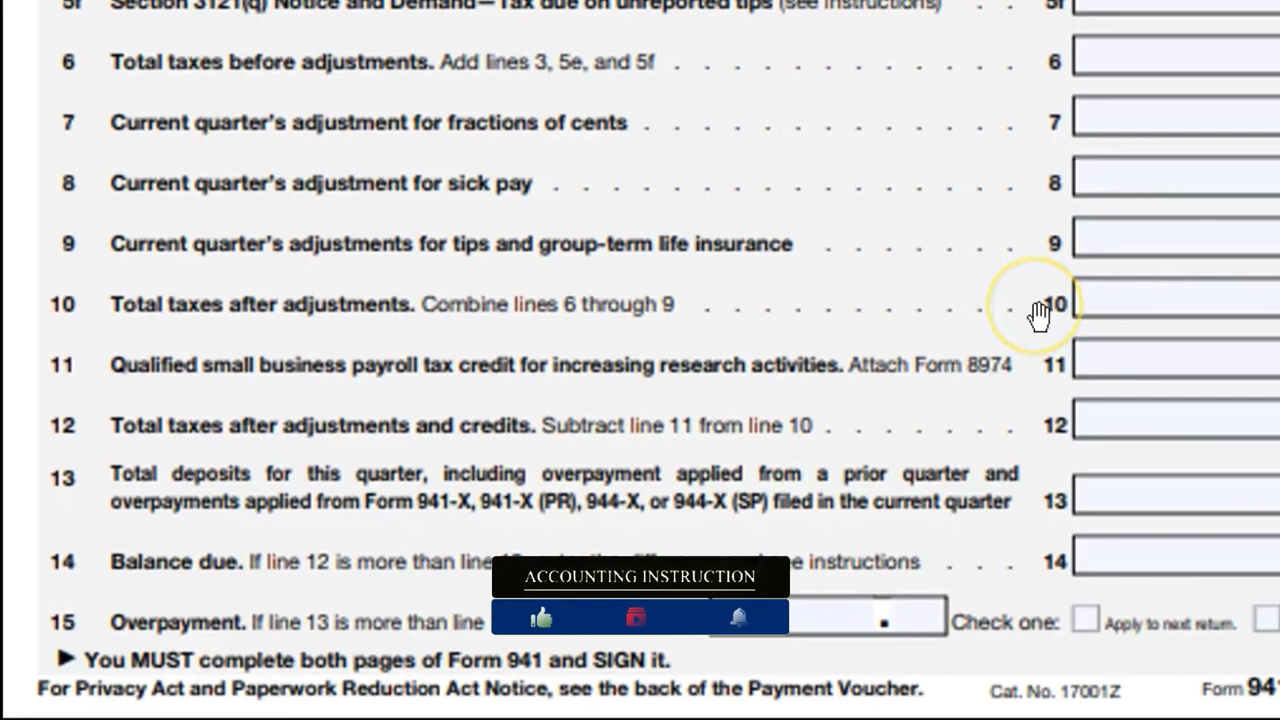 5f Section 3121(q) Notice and Demand—Tax due on unreported tips (see instructions) . . 5f
6 Total taxes before adjustments. Add lines 3, 5e, and 5f . . . . . . . . . . . . 6
7 Current quarter's adjustment for fractions of cents . . . . . . . . . . . . . 7
8 Current quarter's adjustment for sick pay . . . . . . . . . . . . . . . . 8
9 Current quarter's adjustments for tips and group-term life insurance . . . . . . . 9
10 Total taxes after adjustments. Combine lines 6 through 9 . . . . . . . . . . . 10
11 Qualified small business payroll tax credit for increasing research activities. Attach Form 8974 11
12 Total taxes after adjustments and credits. Subtract line 11 from line 10 . . . . . . . 12
13 Total deposits for this quarter, including overpayment applied from a prior quarter and
overpayments applied from Form 941-X, 941-X (PR), 944-X, or 944-X (SP) filed in the current quarter 13
14 Balance due. If line 12 is more than line instructions . . . 14
ACCOUNTING INSTRUCTION
15 Overpayment. If line 13 is more than line . Check one: Apply to next return.
► You MUST complete both pages of Form 941 and SIGN it.
For Privacy Act and Paperwork Reduction Act Notice, see the back of the Payment Voucher. Cat. No. 17001Z Form 94